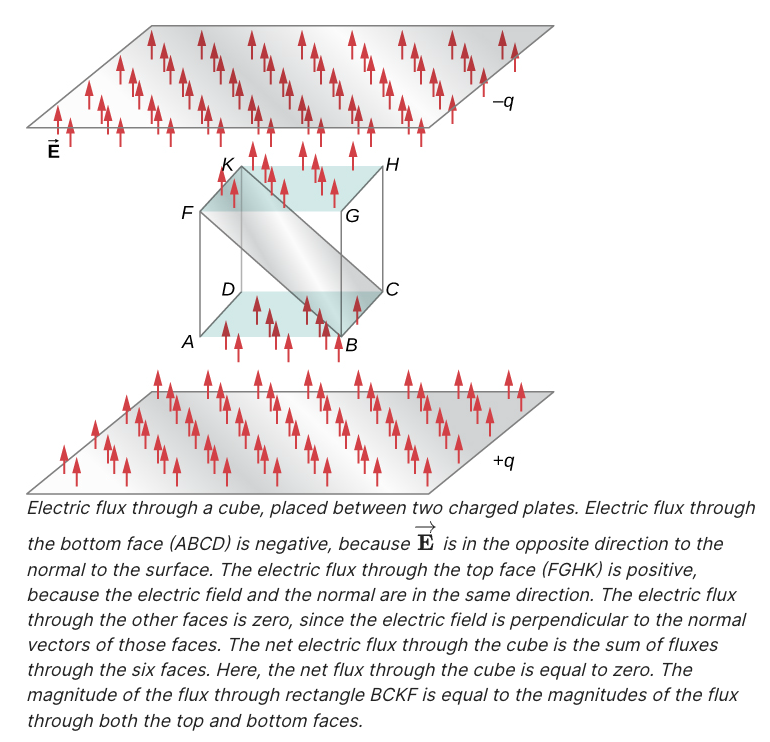 –q
E
K
H
F
G
D
C
A
B
+q
Electric flux through a cube, placed between two charged plates. Electric flux through
the bottom face (ABCD) is negative, because E⃗ is in the opposite direction to the
normal to the surface. The electric flux through the top face (FGHK) is positive,
because the electric field and the normal are in the same direction. The electric flux
through the other faces is zero, since the electric field is perpendicular to the normal
vectors of those faces. The net electric flux through the cube is the sum of fluxes
through the six faces. Here, the net flux through the cube is equal to zero. The
magnitude of the flux through rectangle BCKF is equal to the magnitudes of the flux
through both the top and bottom faces.